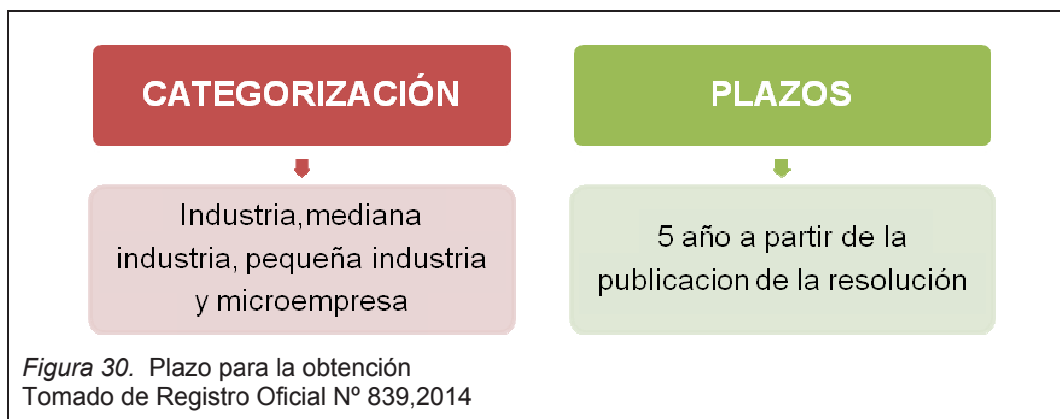 CATEGORIZACIÓN
Industria,mediana
industria, pequeña industria
y microempresa
PLAZOS
5 año a partir de la
publicacion de la resolución
Figura 30. Plazo para la obtención
Tomado de Registro Oficial Nº 839,2014